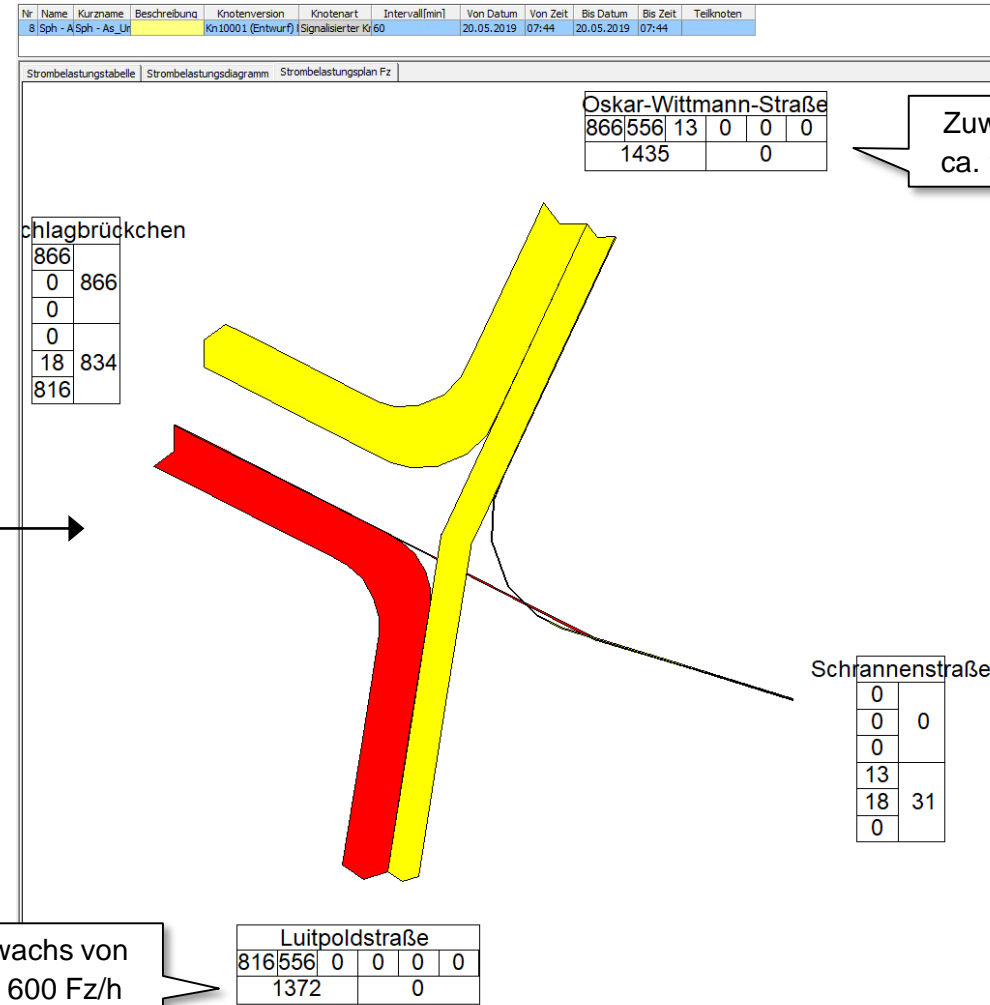 Nr Name Kurzname Beschreibung Knotenversion Knotenart Intervall[min] Von Datum Von Zeit Bis Datum Bis Zeit Teilknoten
8 Sph - A Sph - As_Ur Kn10001 (Entwurf) Signalisierter 60 20.05.2019 07:44 20.05.2019 07:44
Strombelastungstabelle Strombelastungsdiagramm Strombelastungsplan Fz
Oskar-Wittmann-Straße
866 556 13 0 0 0
1435 0
Zuw
ca.
chlagbrückchen
866
0 866
0
0
18 834
816
Schrannenstraße
0
0 0
0
13
18 31
0
wachs von
600 Fz/h
Luitpoldstraße
816 556 0 0 0 0
1372 0